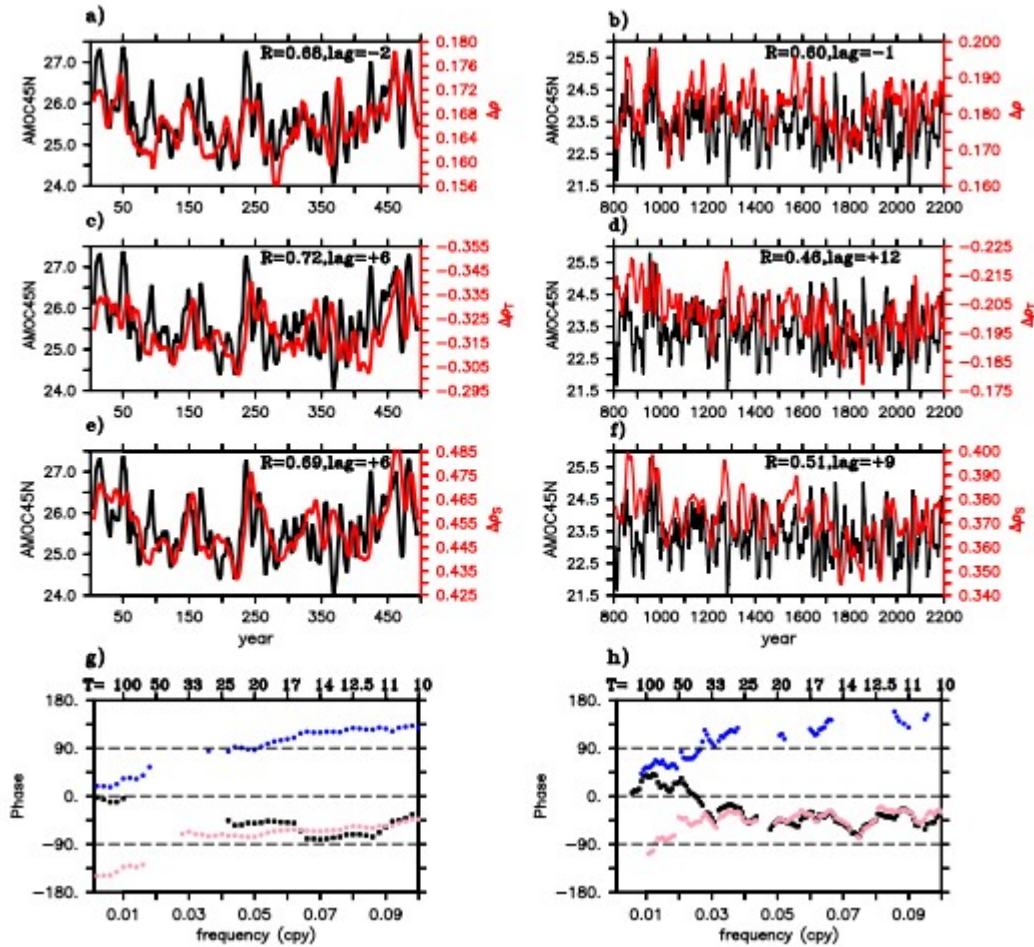 a)
R=0.68,lag=-2
27.0
26.0
25.0
24.0
AMOC45N
0.180
0.176
0.172
0.168
0.164
0.160
0.156
Δρ
50 150 250 350 450
b)
R=0.60,lag=-1
25.5
24.5
23.5
22.5
21.5
AMOC45N
0.200
0.190
0.180
0.170
0.160
Δρ
800 1000 1200 1400 1600 1800 2000 2200
c)
R=0.72,lag=+6
27.0
26.0
25.0
24.0
AMOC45N
-0.355
-0.345
-0.335
-0.325
-0.315
-0.305
-0.295
ΔρT
50 150 250 350 450
d)
R=0.46,lag=+12
25.5
24.5
23.5
22.5
21.5
AMOC45N
-0.225
-0.215
-0.205
-0.195
-0.185
-0.175
ΔρT
800 1000 1200 1400 1600 1800 2000 2200
e)
R=0.69,lag=+6
27.0
26.0
25.0
24.0
AMOC45N
0.485
0.475
0.465
0.455
0.445
0.435
0.425
ΔρS
50 150 250 350 450
year
f)
R=0.51,lag=+9
25.5
24.5
23.5
22.5
21.5
AMOC45N
0.400
0.390
0.380
0.370
0.360
0.350
0.340
ΔρS
800 1000 1200 1400 1600 1800 2000 2200
year
g)
T= 100 50 33 25 20 17 14 12.5 11 10
180.
90.
0.
-90.
-180.
Phase
0.01 0.03 0.05 0.07 0.09
frequency (cpy)
h)
T= 100 50 33 25 20 17 14 12.5 11 10
180.
90.
0.
-90.
-180.
Phase
0.01 0.03 0.05 0.07 0.09
frequency (cpy)